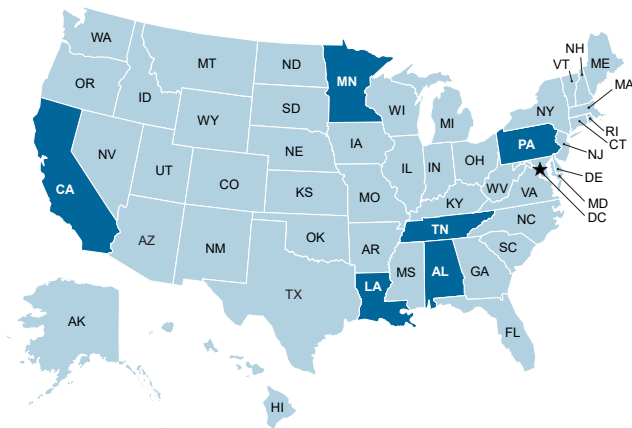 WA
MT
ND
MN
VT
NH
ME
OR
ID
SD
WI
MI
NY
MA
WY
RI
CT
NE
IA
PA
NJ
NV
UT
CO
IL
IN
OH
DE
CA
KS
MO
WV
VA
MD
KY
DC
AZ
NM
OK
AR
TN
NC
SC
MS
AL
GA
LA
TX
AK
FL
HI